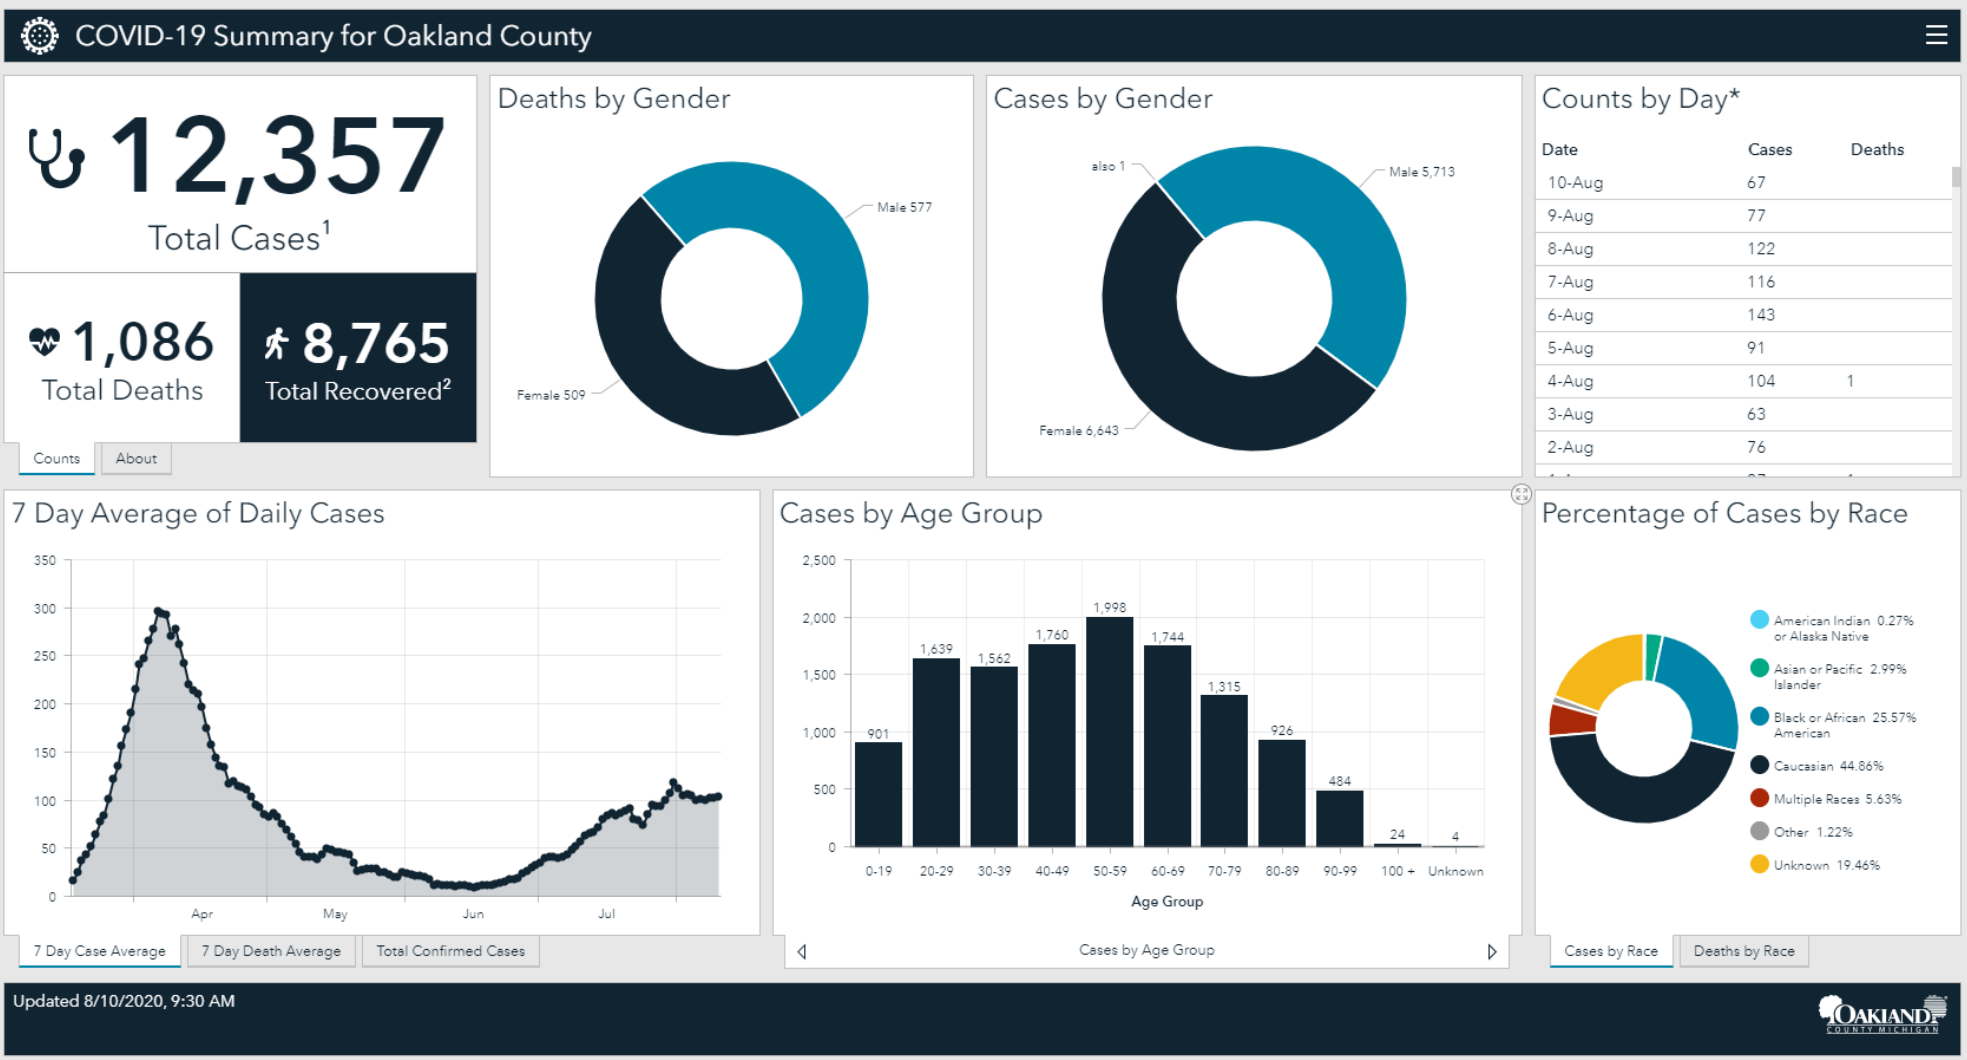 COVID-19 Summary for Oakland County
12,357
Total Cases¹
1,086
Total Deaths
8,765
Total Recovered²
Counts
About
Deaths by Gender
Male 577
Female 509
Cases by Gender
also 1
Male 5,713
Female 6,643
Counts by Day*
Date Cases Deaths
10-Aug 67
9-Aug 77
8-Aug 122
7-Aug 116
6-Aug 143
5-Aug 91
4-Aug 104 1
3-Aug 63
2-Aug 76
7 Day Average of Daily Cases
350
300
250
200
150
100
50
0
Apr May Jun Jul
7 Day Case Average
7 Day Death Average
Total Confirmed Cases
Cases by Age Group
2,500
2,000
1,500
1,000
500
0
901
1,639
1,562
1,760
1,998
1,744
1,315
926
484
24
4
0-19 20-29 30-39 40-49 50-59 60-69 70-79 80-89 90-99 100 + Unknown
Age Group
Cases by Age Group
Percentage of Cases by Race
American Indian 0.27%
or Alaska Native
Asian or Pacific 2.99%
Islander
Black or African 25.57%
American
Caucasian 44.86%
Multiple Races 5.63%
Other 1.22%
Unknown 19.46%
Cases by Race
Deaths by Race
Updated 8/10/2020, 9:30 AM
OAKLAND
COUNTY MICHIGAN